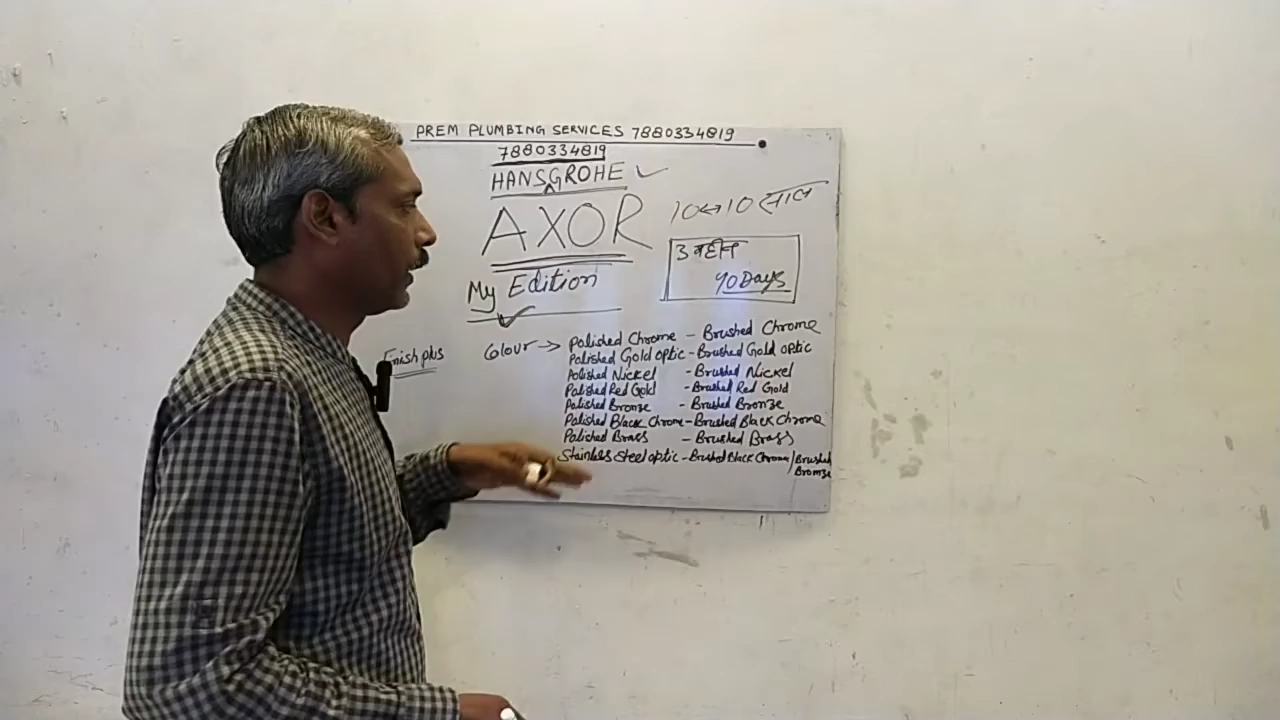 PREM PLUMBING SERVICES 7880334819
7880334819
HANSGROHE
AXOR
10 10 साल
3 महीने
90 Days
My Edition
Finish plus
Colour → Polished Chrome - Brushed Chrome
Polished Gold optic - Brushed Gold optic
Polished Nickel - Brushed Nickel
Polished Red Gold - Brushed Red Gold
Polished Bronze - Brushed Bronze
Polished Black Chrome - Brushed Black Chrome
Polished Brass - Brushed Brass
Stainless Steel optic - Brushed Black Chrome / Brushed Bronze